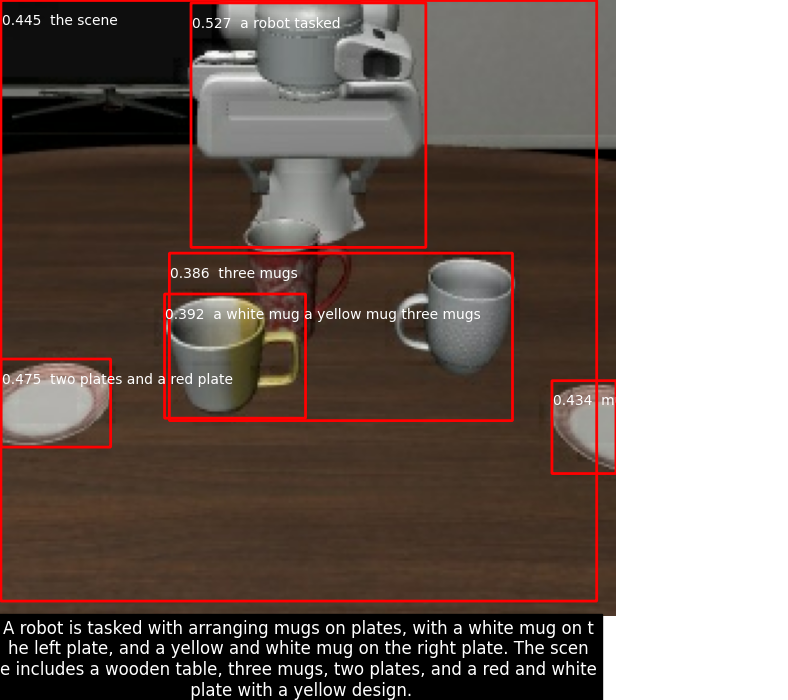 0.445 the scene
0.527 a robot tasked
0.386 three mugs
0.392 a white mug a yellow mug three mugs
0.475 two plates and a red plate
0.434
A robot is tasked with arranging mugs on plates, with a white mug on t
he left plate, and a yellow and white mug on the right plate. The scen
e includes a wooden table, three mugs, two plates, and a red and white
plate with a yellow design.